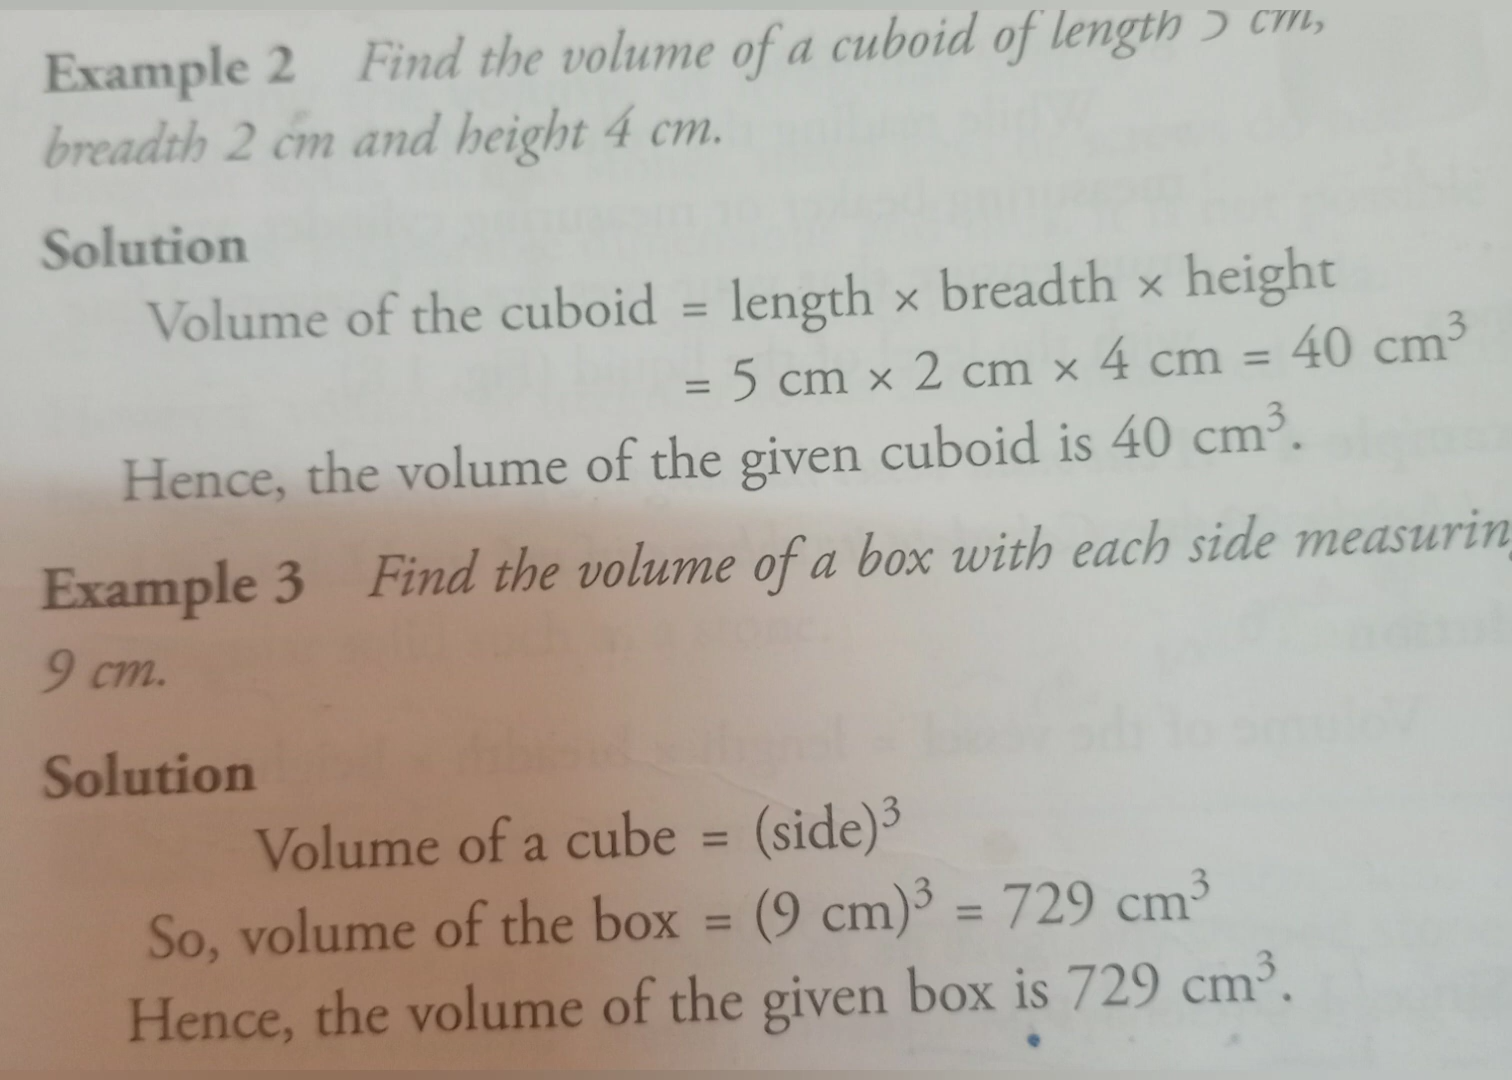 Example 2 Find the volume of a cuboid of length 5 cm,
breadth 2 cm and height 4 cm.
Solution
Volume of the cuboid = length × breadth × height
= 5 cm × 2 cm × 4 cm = 40 cm³
Hence, the volume of the given cuboid is 40 cm³.
Example 3 Find the volume of a box with each side measurin
9 cm.
Solution
Volume of a cube = (side)³
So, volume of the box = (9 cm)³ = 729 cm³
Hence, the volume of the given box is 729 cm³.